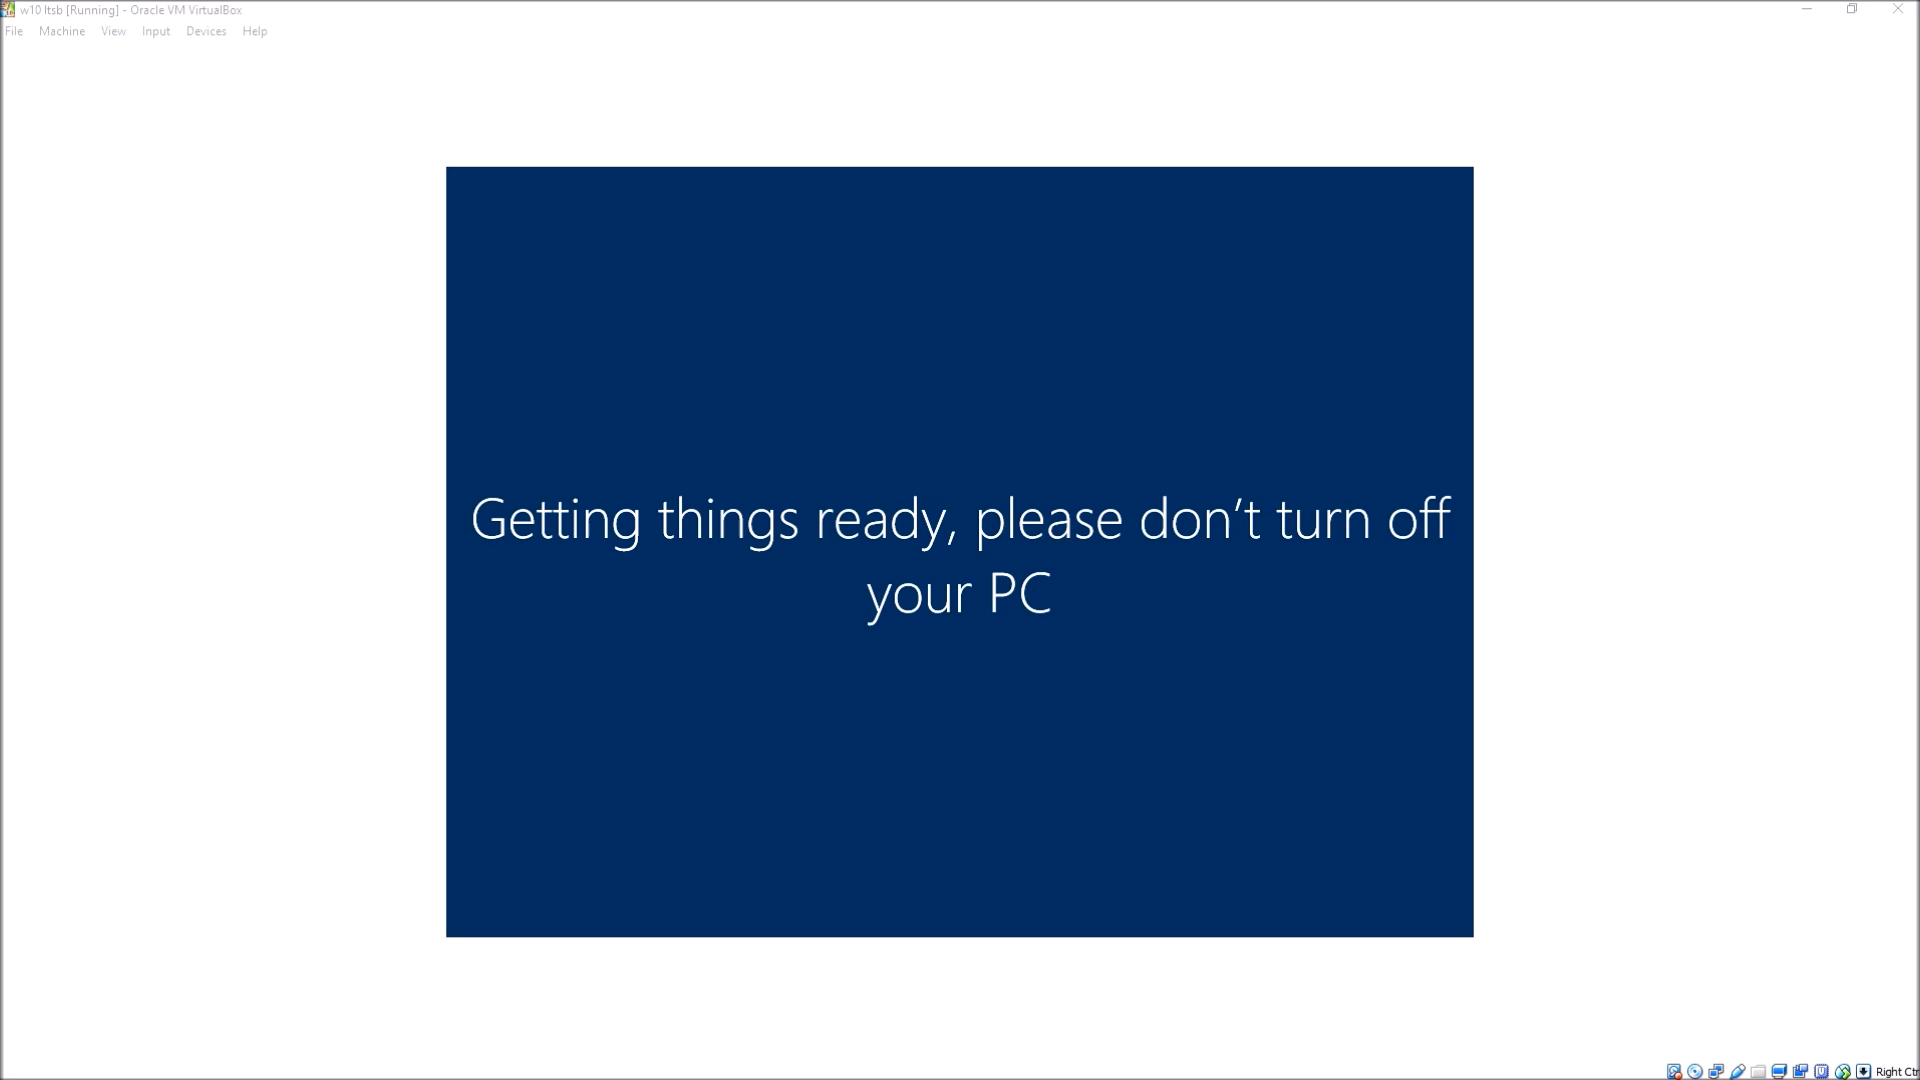 w10 ltsb [Running] - Oracle VM VirtualBox
File Machine View Input Devices Help
Getting things ready, please don’t turn off
your PC
Right Ctr